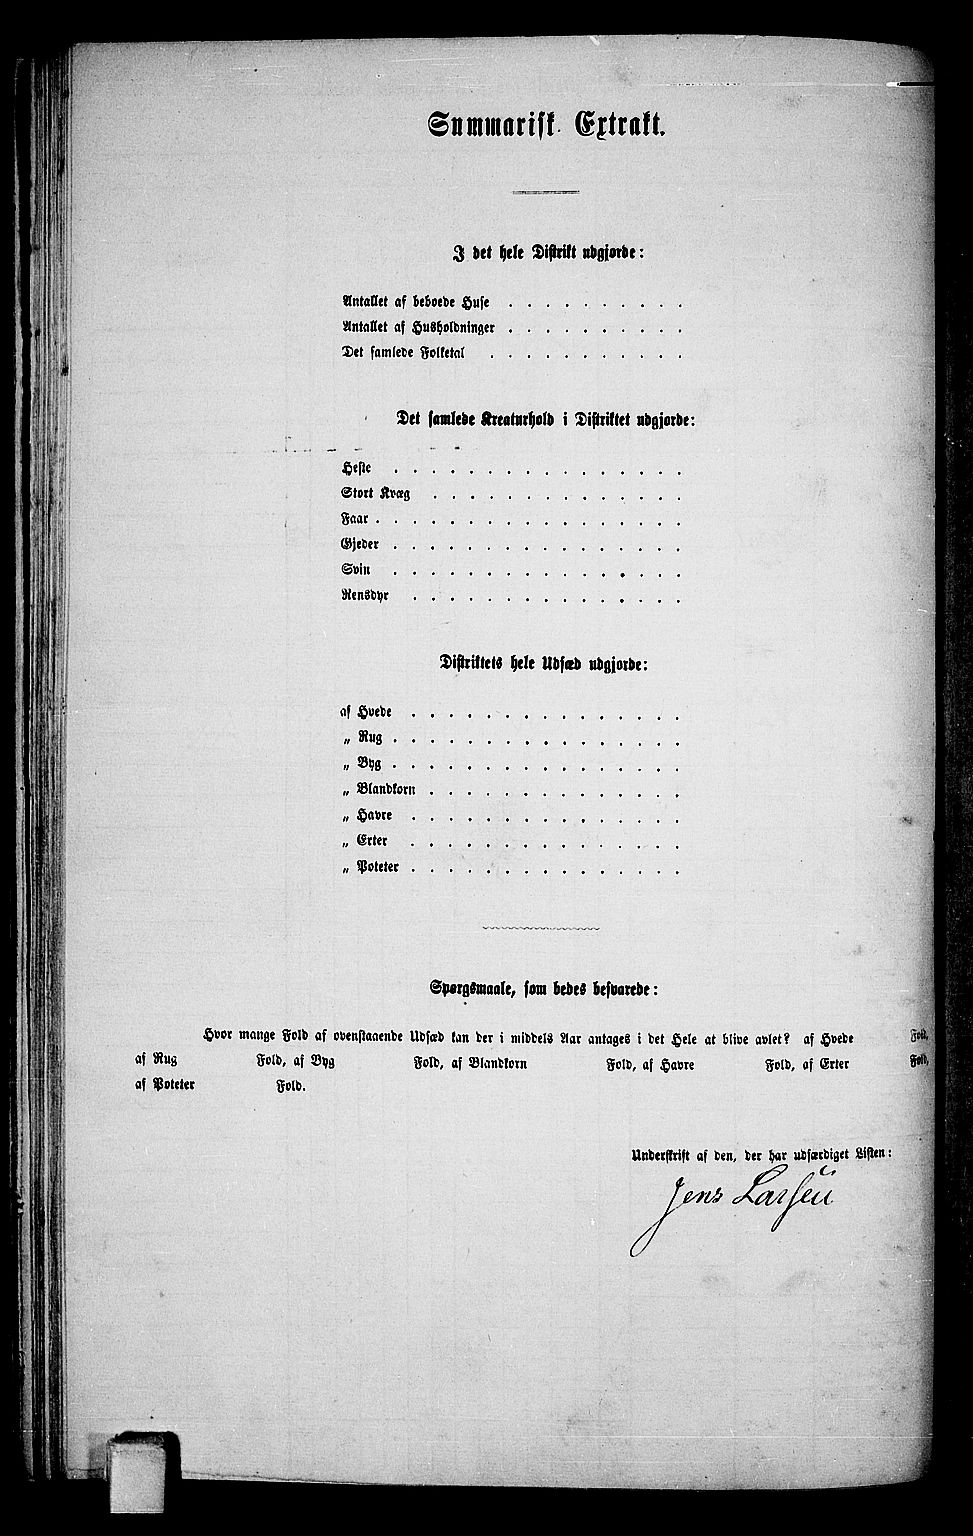 Summarisk Extrakt.
I det hele Distrikt udgjorde:
Antallet af beboede Huse . . . . . . . . . .
Antallet af Husholdninger . . . . . . . . . .
Det samlede Folketal . . . . . . . . . . .
Det samlede Kreaturhold i Distriktet udgjorde:
Heste . . . . . . . . . . . . . . . .
Stort Kvæg . . . . . . . . . . . . . .
Faar . . . . . . . . . . . . . . . . .
Gjeder . . . . . . . . . . . . . . . .
Svin . . . . . . . . . . . . . . . .
Rensdyr . . . . . . . . . . . . . . .
Distriktets hele Udsæd udgjorde:
af Hvede . . . . . . . . . . . . . . .
„ Rug . . . . . . . . . . . . . . . .
„ Byg . . . . . . . . . . . . . . . .
„ Blandkorn . . . . . . . . . . . . . .
„ Havre . . . . . . . . . . . . . . .
„ Erter . . . . . . . . . . . . . . .
„ Poteter . . . . . . . . . . . . . . .
Spørgsmaale, som bedes besvarede:
Hvor mange Fold af ovenstaaende Udsæd kan der i middels Aar antages i det Hele at blive avlet? af Hvede Fold,
af Rug Fold, af Byg Fold, af Blandkorn Fold, af Havre Fold, af Erter Fold,
af Poteter Fold.
Underskrift af den, der har udfærdiget Listen:
Jens Larsen